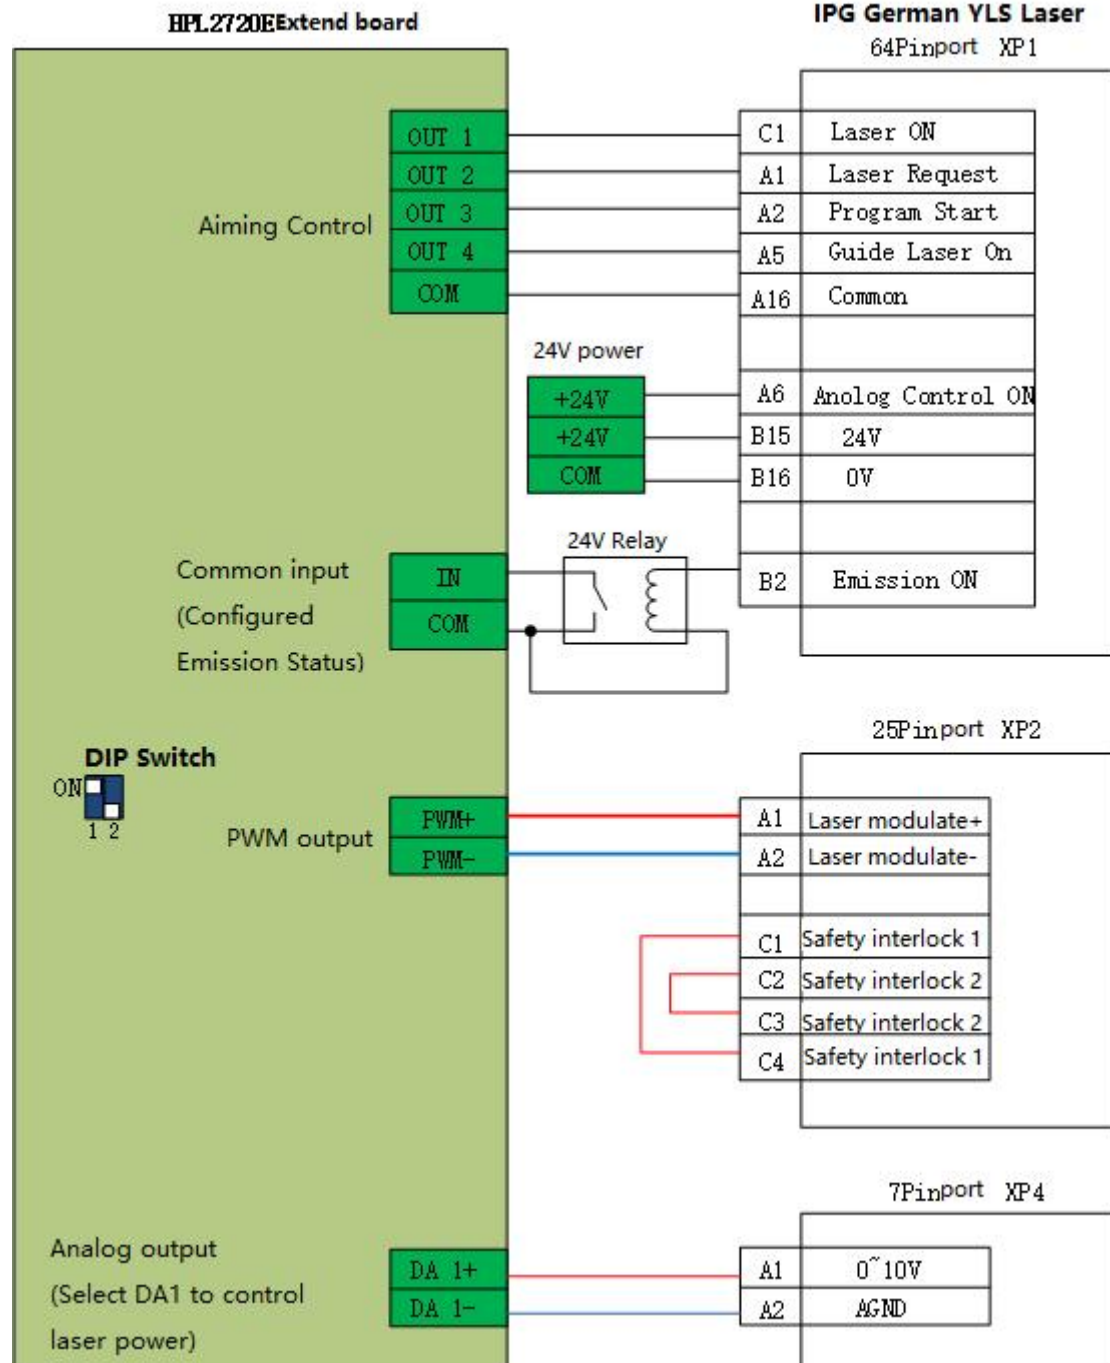 HPL2720EExtend board
IPG German YLS Laser
64Pinport XP1
Aiming Control
OUT 1
OUT 2
OUT 3
OUT 4
COM
C1 Laser ON
A1 Laser Request
A2 Program Start
A5 Guide Laser On
A16 Common
24V power
+24V
+24V
COM
A6 Anolog Control ON
B15 24V
B16 0V
24V Relay
Common input
(Configured
Emission Status)
IN
COM
B2 Emission ON
25Pinport XP2
DIP Switch
ON
1 2
PWM output
PWM+
PWM-
A1 Laser modulate+
A2 Laser modulate-
C1 Safety interlock 1
C2 Safety interlock 2
C3 Safety interlock 2
C4 Safety interlock 1
7Pinport XP4
Analog output
(Select DA1 to control
laser power)
DA 1+
DA 1-
A1 0~10V
A2 AGND